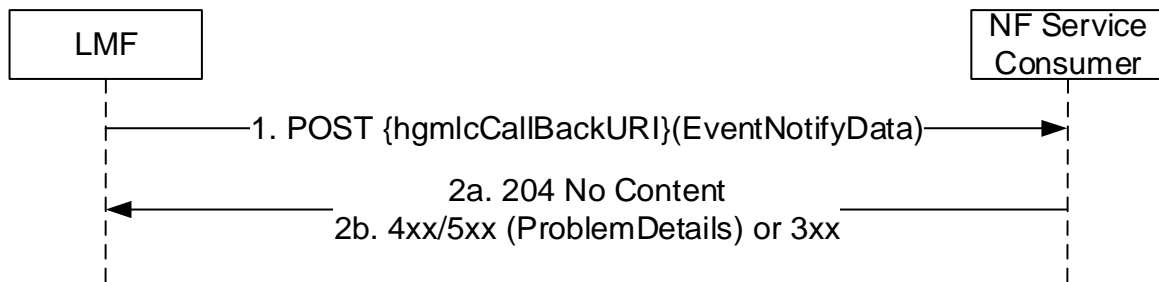 LMF
NF Service
Consumer
1. POST {hgmlcCallBackURI}(EventNotifyData)
2a. 204 No Content
2b. 4xx/5xx (ProblemDetails) or 3xx